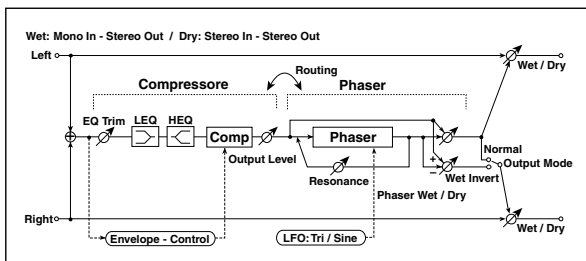 Wet: Mono In - Stereo Out / Dry: Stereo In - Stereo Out
Left
Wet / Dry
Routing
Compressore
Phaser
EQ Trim
LEQ
HEQ
Comp
Phaser
Normal
Output Level
Output Mode
+
−
Wet Invert
Resonance
Phaser Wet / Dry
Right
Envelope - Control
LFO: Tri / Sine
Wet / Dry